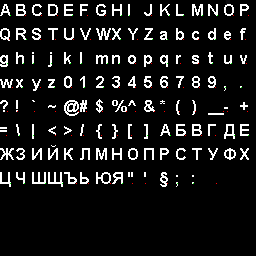 A B C D E F G H I J K L M N O P
Q R S T U V W X Y Z a b c d e f
g h i j k l m n o p q r s t u v
w x y z 0 1 2 3 4 5 6 7 8 9 , .
? ! ` ~ @ # $ % ^ & * ( ) _ - +
= \ | < > / { } [ ] А Б В Г Д Е
Ж З И Й К Л М Н О П Р С Т У Ф Х
Ц Ч Ш Щ Ъ Ь Ю Я " ' § ; :